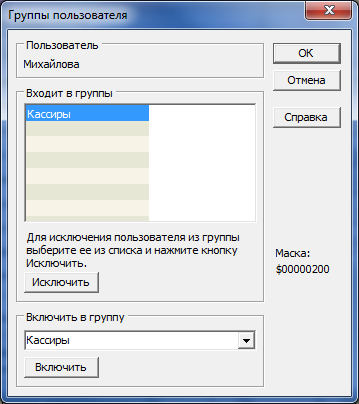 Группы пользователя
Пользователь
Михайлова
OK
Отмена
Справка
Входит в группы
Кассиры
Для исключения пользователя из группы
выберите ее из списка и нажмите кнопку
Исключить.
Исключить
Маска:
$00000200
Включить в группу
Кассиры
Включить